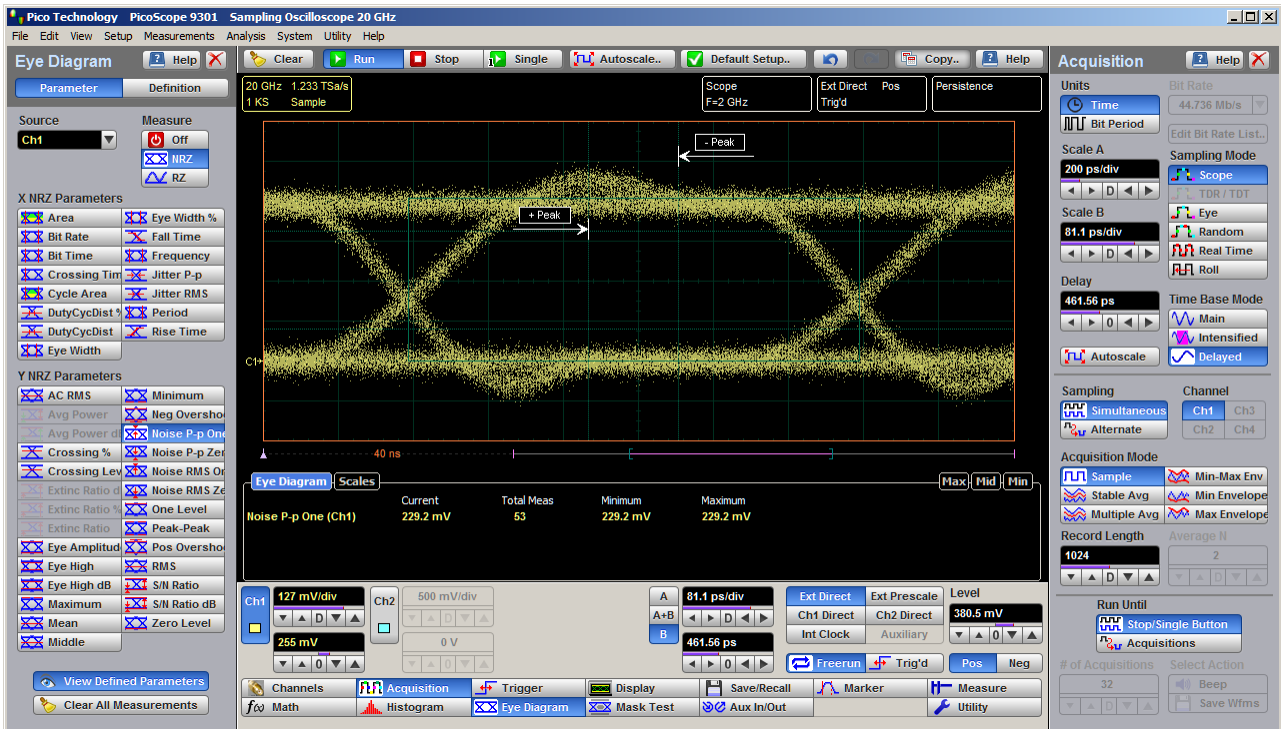 Pico Technology PicoScope 9301 Sampling Oscilloscope 20 GHz
File Edit View Setup Measurements Analysis System Utility Help
Eye Diagram Help
Parameter Definition
Source Measure
Ch1 Off
NRZ
RZ
X NRZ Parameters
Area Eye Width %
Bit Rate Fall Time
Bit Time Frequency
Crossing Tim Jitter P-p
Cycle Area Jitter RMS
DutyCycDist % Period
DutyCycDist Rise Time
Eye Width
Y NRZ Parameters
AC RMS Minimum
Avg Power Neg Oversho
Avg Power dB Noise P-p One
Crossing % Noise P-p Zer
Crossing Lev Noise RMS On
Extinc Ratio d Noise RMS Ze
Extinc Ratio % One Level
Extinc Ratio Peak-Peak
Eye Amplitud Pos Oversho
Eye High RMS
Eye High dB S/N Ratio
Maximum S/N Ratio dB
Mean Zero Level
Middle
View Defined Parameters
Clear All Measurements
Clear Run Stop Single Autoscale.. Default Setup.. Copy.. Help
20 GHz 1.233 TSa/s
1 KS Sample
Scope
F=2 GHz
Ext Direct Pos
Trig'd
Persistence
- Peak
+ Peak
C1
40 ns
Eye Diagram Scales Max Mid Min
Current Total Meas Minimum Maximum
Noise P-p One (Ch1) 229.2 mV 53 229.2 mV 229.2 mV
Ch1 127 mV/div
D
255 mV
0
Ch2 500 mV/div
D
0 V
0
A 81.1 ps/div
A+B D
B 461.56 ps
0
Ext Direct Ext Prescale Level
Ch1 Direct Ch2 Direct 380.5 mV
Int Clock Auxiliary 0
Freerun Trig'd Pos Neg
Channels Acquisition Trigger Display Save/Recall Marker Measure
f(x) Math Histogram Eye Diagram Mask Test Aux In/Out Utility
Acquisition Help
Units Bit Rate
Time 44.736 Mb/s
Bit Period Edit Bit Rate List..
Scale A Sampling Mode
200 ps/div Scope
D TDR / TDT
Scale B Eye
81.1 ps/div Random
D Real Time
Roll
Delay
461.56 ps Time Base Mode
0 Main
Intensified
Autoscale Delayed
Sampling Channel
Simultaneous Ch1 Ch3
Alternate Ch2 Ch4
Acquisition Mode
Sample Min-Max Env
Stable Avg Min Envelope
Multiple Avg Max Envelope
Record Length Average N
1024 2
D D
Run Until
Stop/Single Button
Acquisitions
# of Acquisitions Select Action
32 Beep
D Save Wfms